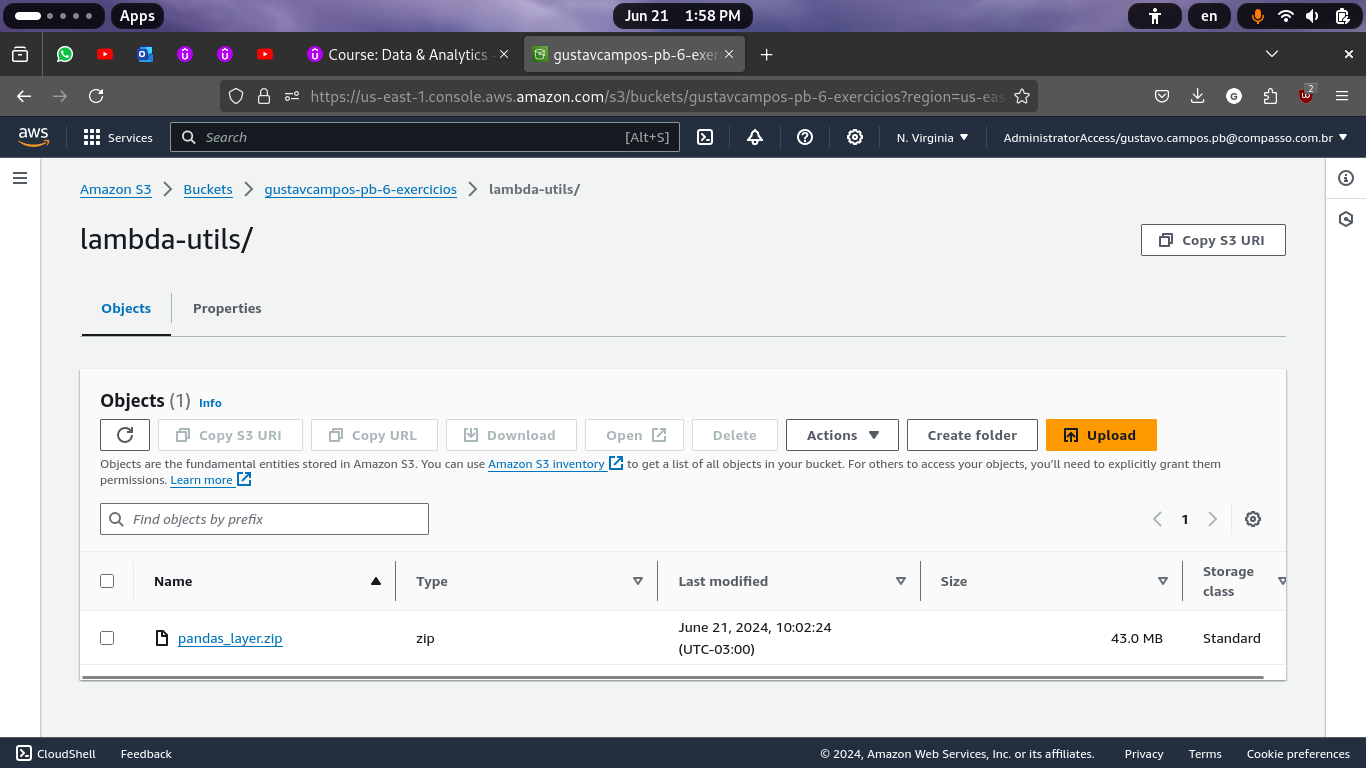 Apps
Jun 21 1:58 PM
en
Course: Data & Analytics -
gustavcampos-pb-6-exer
https://us-east-1.console.aws.amazon.com/s3/buckets/gustavcampos-pb-6-exercicios?region=us-eas
2
aws
Services
Search
[Alt+S]
N. Virginia
AdministratorAccess/gustavo.campos.pb@compasso.com.br
Amazon S3
Buckets
gustavcampos-pb-6-exercicios
lambda-utils/
lambda-utils/
Copy S3 URI
Objects
Properties
Objects (1) Info
Copy S3 URI
Copy URL
Download
Open
Delete
Actions
Create folder
Upload
Objects are the fundamental entities stored in Amazon S3. You can use Amazon S3 inventory to get a list of all objects in your bucket. For others to access your objects, you'll need to explicitly grant them
permissions. Learn more
Find objects by prefix
1
Name
Type
Last modified
Size
Storage
class
pandas_layer.zip
zip
June 21, 2024, 10:02:24
(UTC-03:00)
43.0 MB
Standard
CloudShell
Feedback
© 2024, Amazon Web Services, Inc. or its affiliates.
Privacy
Terms
Cookie preferences